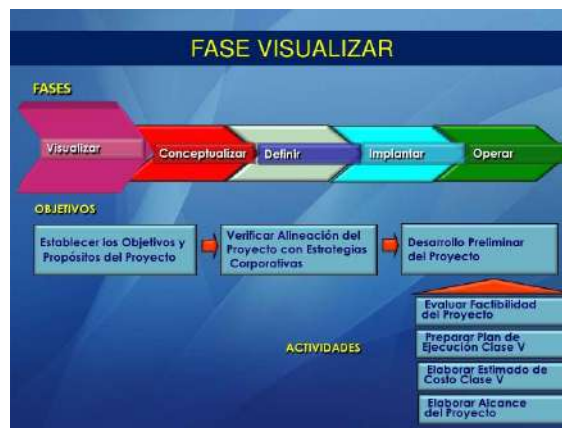 FASE VISUALIZAR
FASES
Visualizar
Conceptualizar
Definir
Implantar
Operar
OBJETIVOS
Establecer los Objetivos y
Propósitos del Proyecto
Verificar Alineación del
Proyecto con Estrategias
Corporativas
Desarrollo Preliminar
del Proyecto
ACTIVIDADES
Evaluar Factibilidad
del Proyecto
Preparar Plan de
Ejecución Clase V
Elaborar Estimado de
Costo Clase V
Elaborar Alcance
del Proyecto